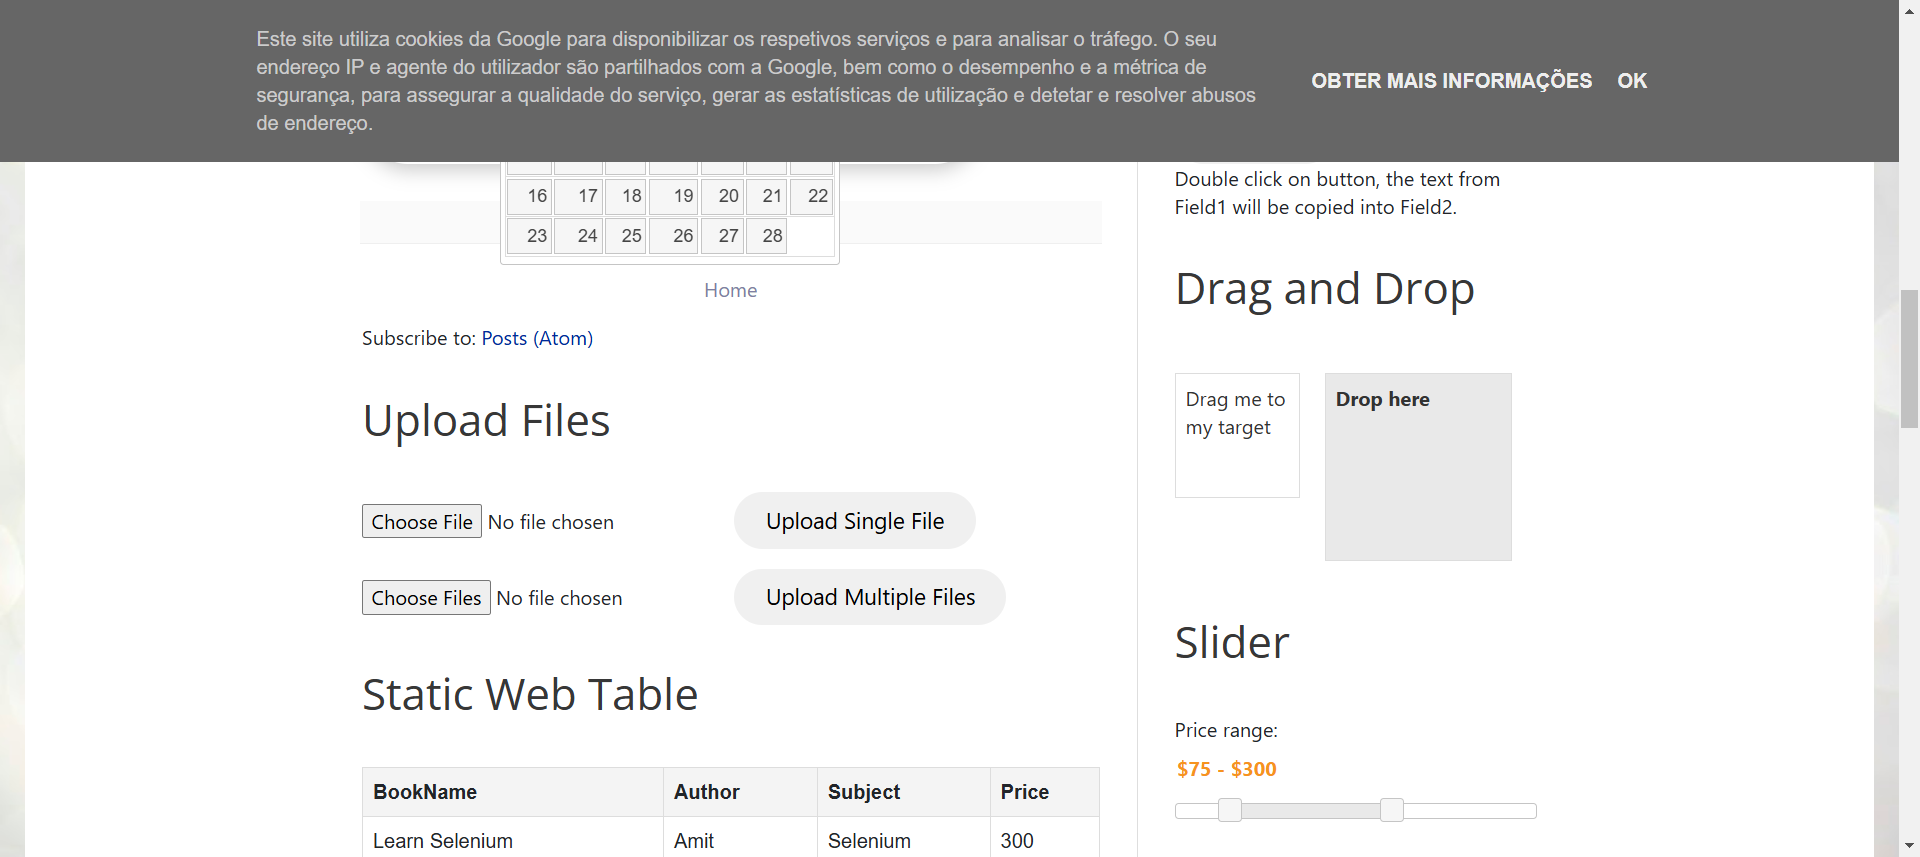 Este site utiliza cookies da Google para disponibilizar os respetivos serviços e para analisar o tráfego. O seu
endereço IP e agente do utilizador são partilhados com a Google, bem como o desempenho e a métrica de
segurança, para assegurar a qualidade do serviço, gerar as estatísticas de utilização e detetar e resolver abusos
de endereço.
OBTER MAIS INFORMAÇÕES OK
16 17 18 19 20 21 22
23 24 25 26 27 28
Home
Subscribe to: Posts (Atom)
Upload Files
Choose File No file chosen Upload Single File
Choose Files No file chosen Upload Multiple Files
Static Web Table
BookName Author Subject Price
Learn Selenium Amit Selenium 300
Double click on button, the text from
Field1 will be copied into Field2.
Drag and Drop
Drag me to
my target
Drop here
Slider
Price range:
$75 - $300